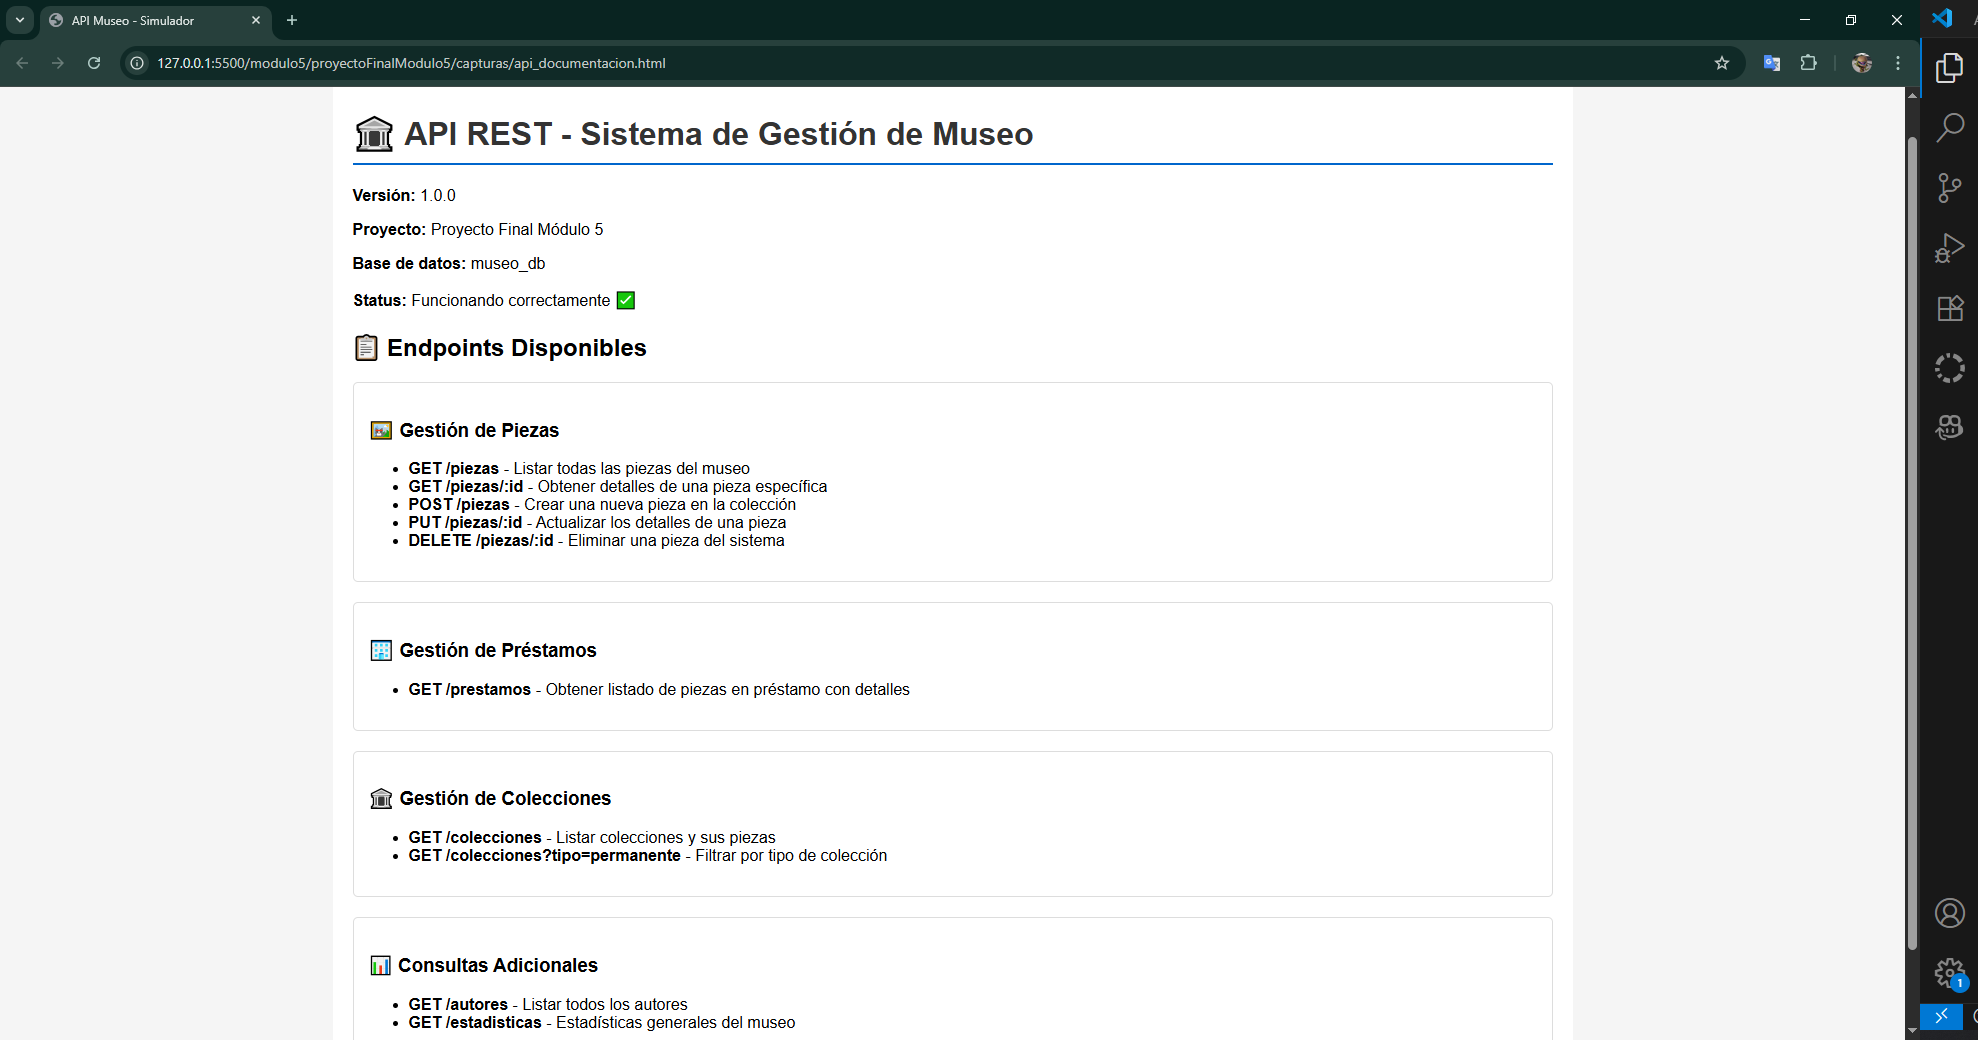 API Museo - Simulador
127.0.0.1:5500/modulo5/proyectoFinalModulo5/capturas/api_documentacion.html
API REST - Sistema de Gestión de Museo
Versión: 1.0.0
Proyecto: Proyecto Final Módulo 5
Base de datos: museo_db
Status: Funcionando correctamente
Endpoints Disponibles
Gestión de Piezas
GET /piezas - Listar todas las piezas del museo
GET /piezas/:id - Obtener detalles de una pieza específica
POST /piezas - Crear una nueva pieza en la colección
PUT /piezas/:id - Actualizar los detalles de una pieza
DELETE /piezas/:id - Eliminar una pieza del sistema
Gestión de Préstamos
GET /prestamos - Obtener listado de piezas en préstamo con detalles
Gestión de Colecciones
GET /colecciones - Listar colecciones y sus piezas
GET /colecciones?tipo=permanente - Filtrar por tipo de colección
Consultas Adicionales
GET /autores - Listar todos los autores
GET /estadisticas - Estadísticas generales del museo
1